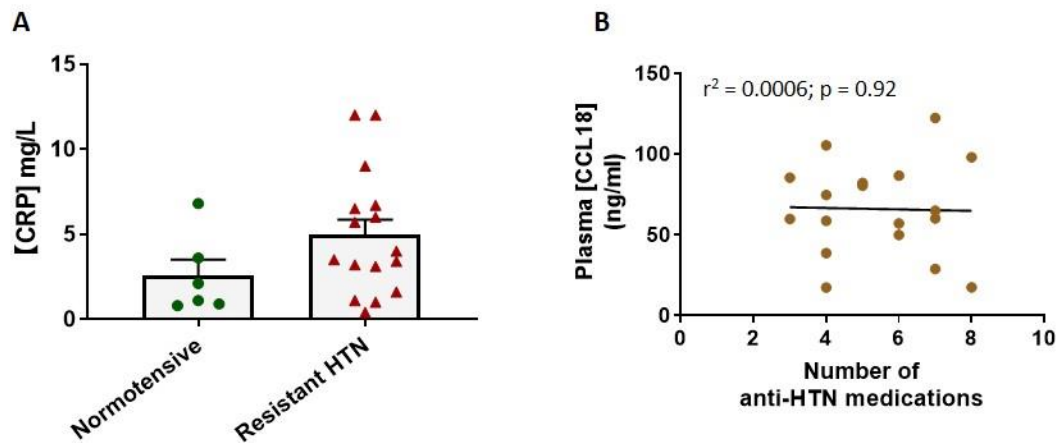 A
[CRP] mg/L
15
10
5
0
Normotensive
Resistant HTN
B
r² = 0.0006; p = 0.92
Plasma [CCL18]
(ng/ml)
150
100
50
0
0 2 4 6 8 10
Number of
anti-HTN medications